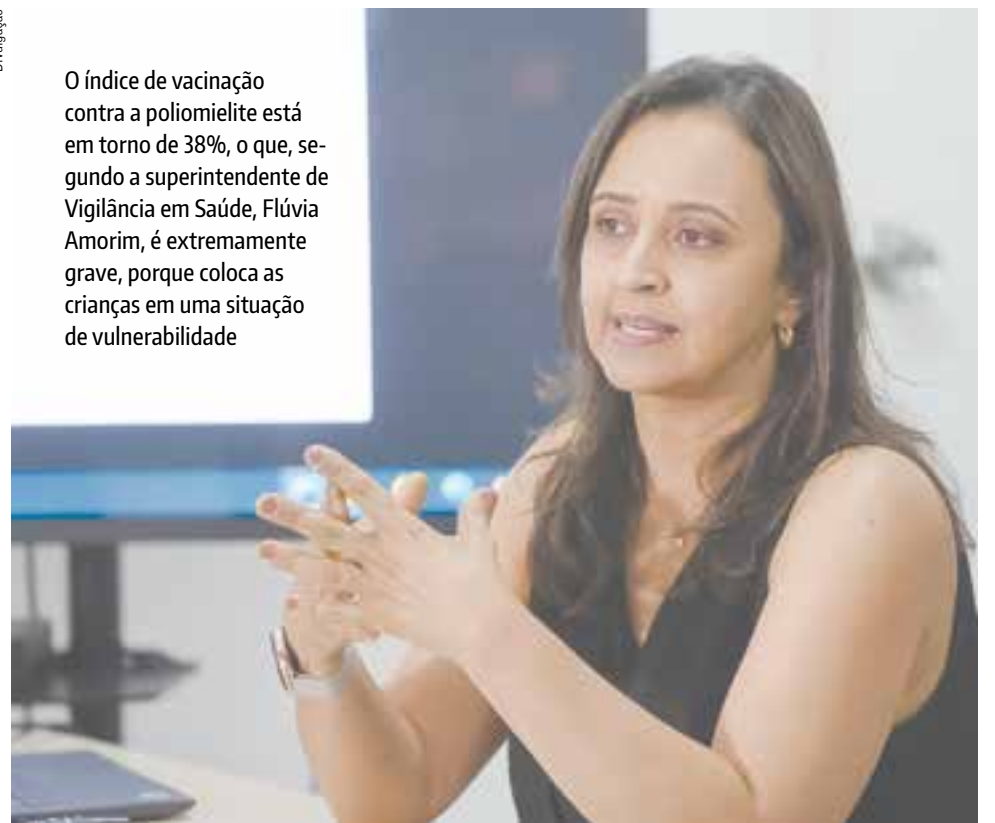 Divulgação
O índice de vacinação
contra a poliomielite está
em torno de 38%, o que, se-
gundo a superintendente de
Vigilância em Saúde, Flúvia
Amorim, é extremamente
grave, porque coloca as
crianças em uma situação
de vulnerabilidade